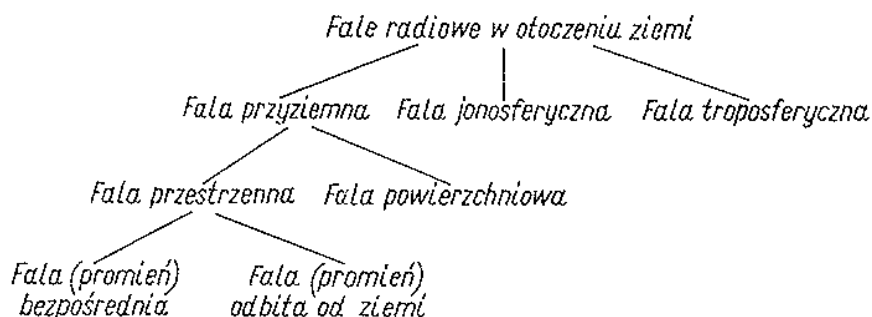 Fale radiowe w otoczeniu ziemi
Fala przyziemna Fala jonosferyczna Fala troposferyczna
Fala przestrzenna Fala powierzchniowa
Fala (promień) bezpośrednia
Fala (promień) odbita od ziemi